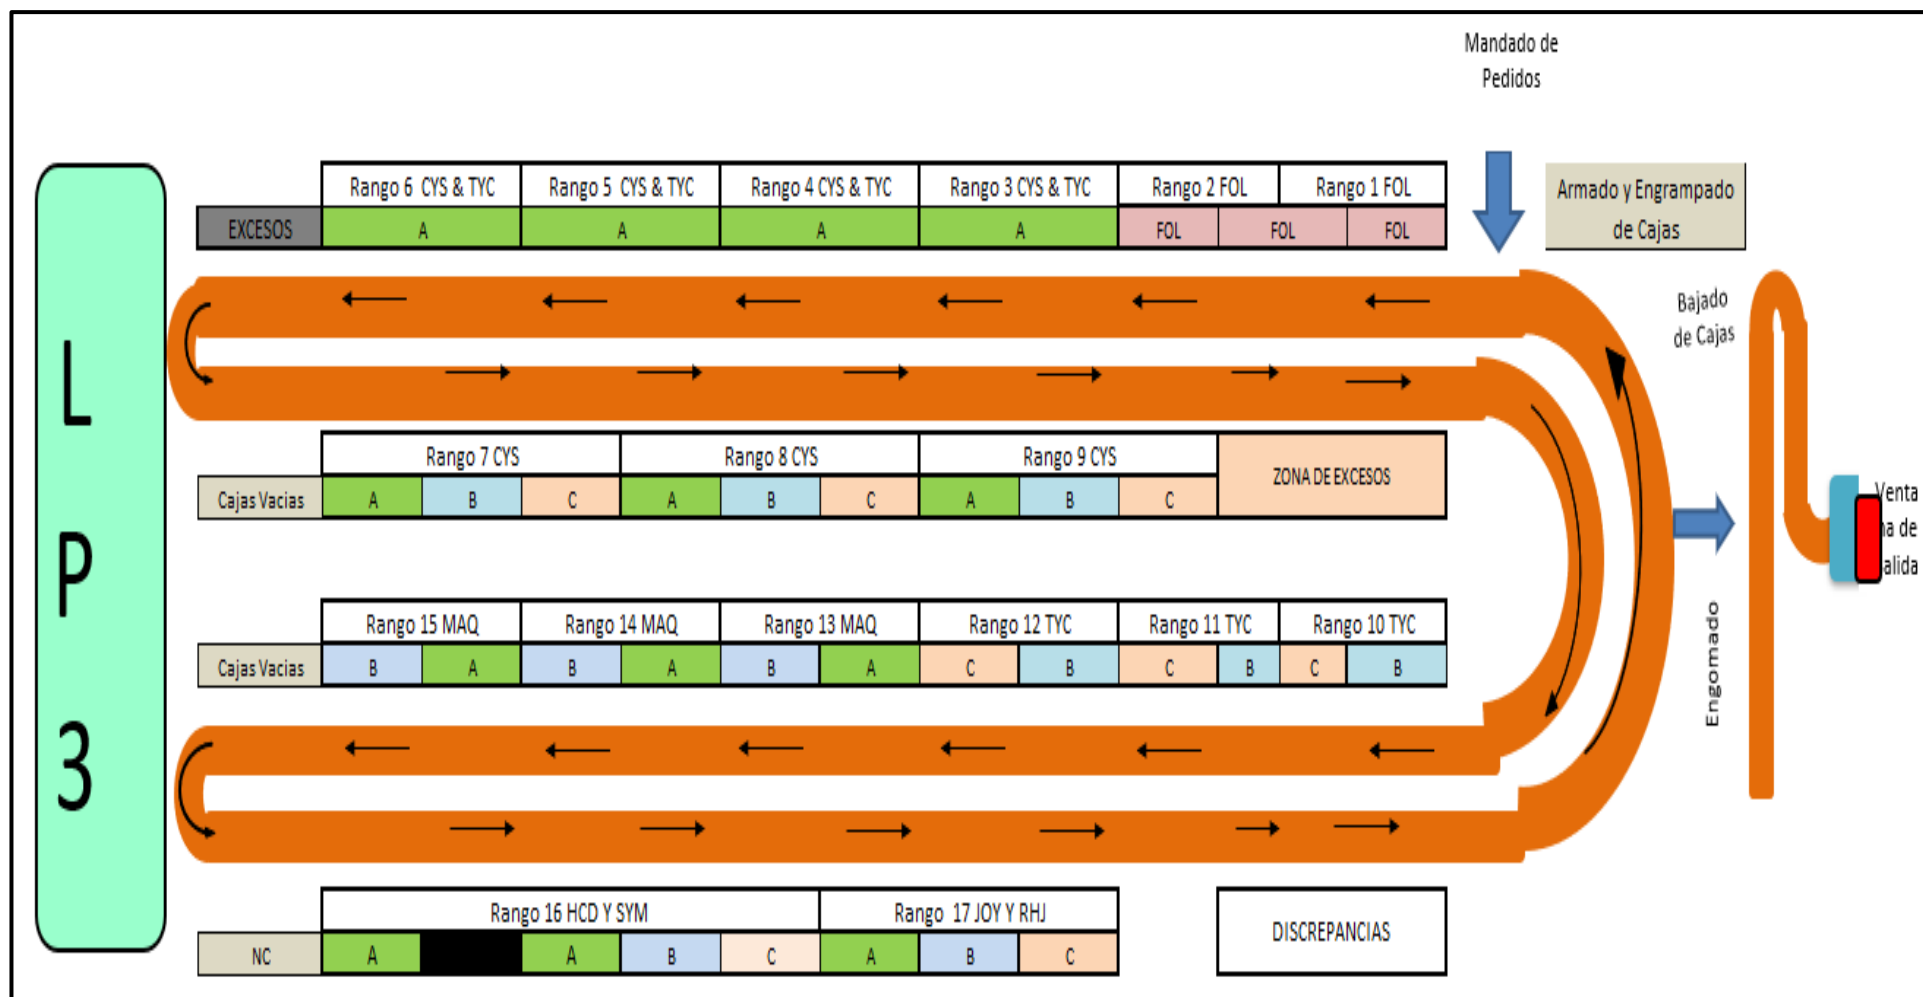 Mandado de
Pedidos
Rango 6 CYS & TYC
Rango 5 CYS & TYC
Rango 4 CYS & TYC
Rango 3 CYS & TYC
Rango 2 FOL
Rango 1 FOL
EXCESOS
A
A
A
A
FOL
FOL
FOL
Armado y Engrampado
de Cajas
Bajado
de Cajas
L
P
3
Rango 7 CYS
Rango 8 CYS
Rango 9 CYS
ZONA DE EXCESOS
Cajas Vacias
A
B
C
A
B
C
A
B
C
Venta
na de
alida
Rango 15 MAQ
Rango 14 MAQ
Rango 13 MAQ
Rango 12 TYC
Rango 11 TYC
Rango 10 TYC
Cajas Vacias
B
A
B
A
B
A
C
B
C
B
C
B
Engomado
Rango 16 HCD Y SYM
Rango 17 JOY Y RHJ
DISCREPANCIAS
NC
A
A
B
C
A
B
C